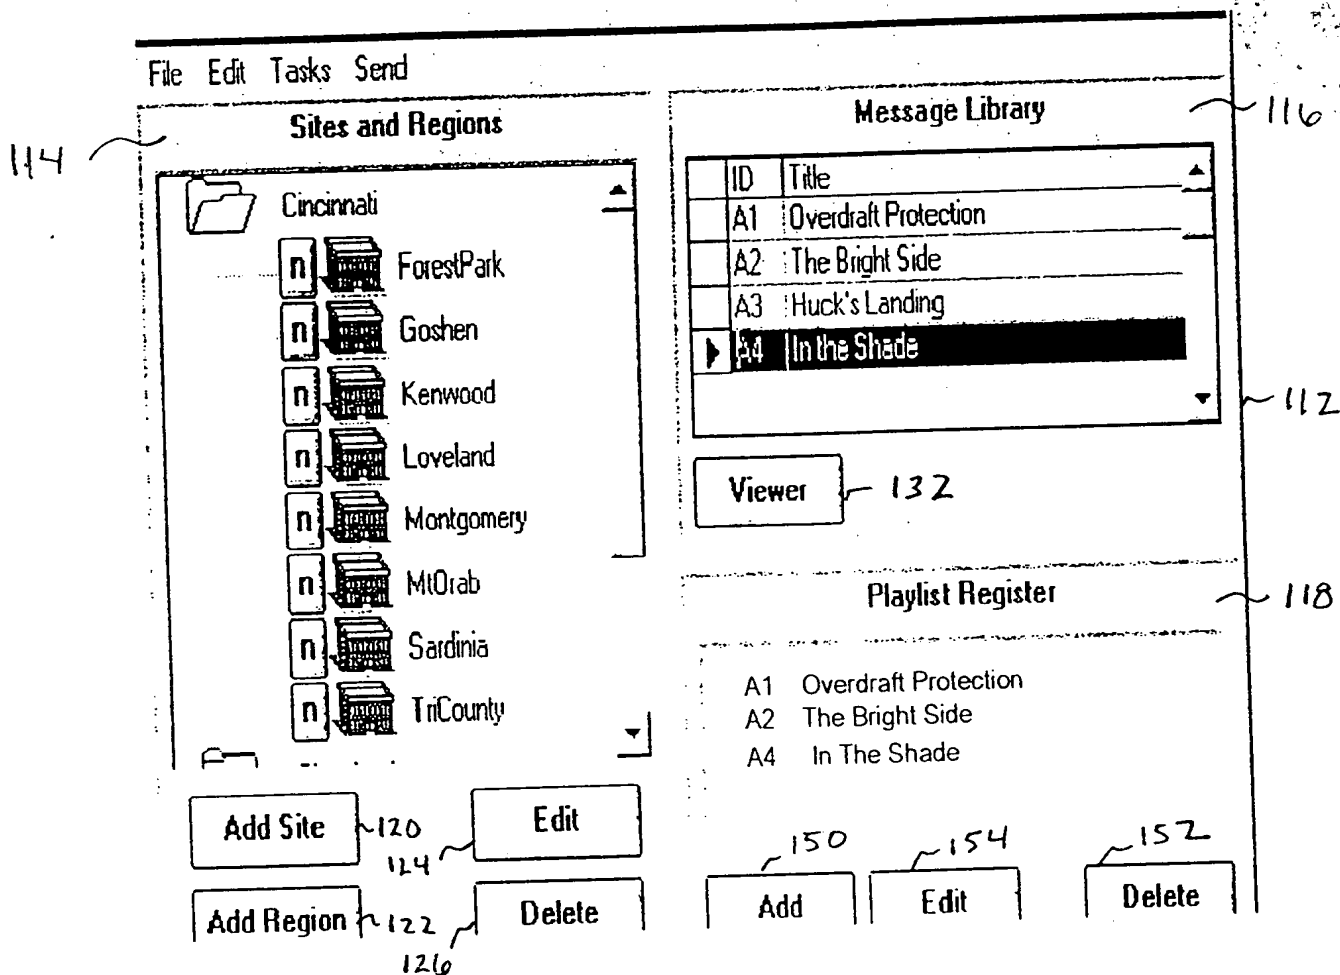 File Edit Tasks Send
Sites and Regions
114
Cincinnati
n ForestPark
n Goshen
n Kenwood
n Loveland
n Montgomery
n MtOrab
n Sardinia
n TriCounty
Add Site
120
Edit
124
Add Region
122
Delete
126
Message Library
116
ID Title
A1 Overdraft Protection
A2 The Bright Side
A3 Huck's Landing
A4 In the Shade
112
Viewer
132
Playlist Register
118
A1 Overdraft Protection
A2 The Bright Side
A4 In The Shade
150
154
152
Add
Edit
Delete